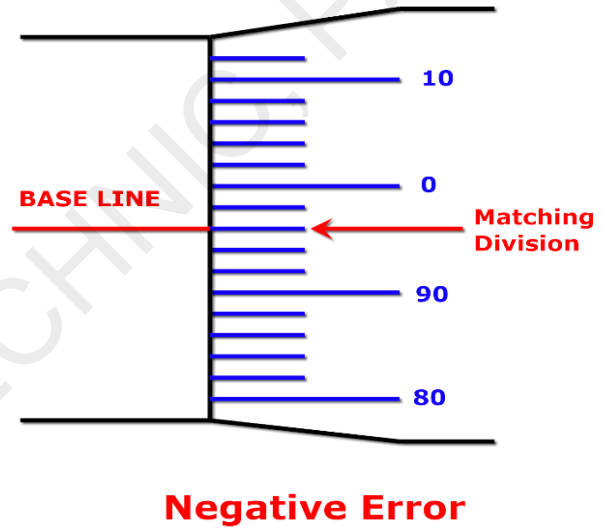 10
0
BASE LINE
Matching
Division
90
80
Negative Error